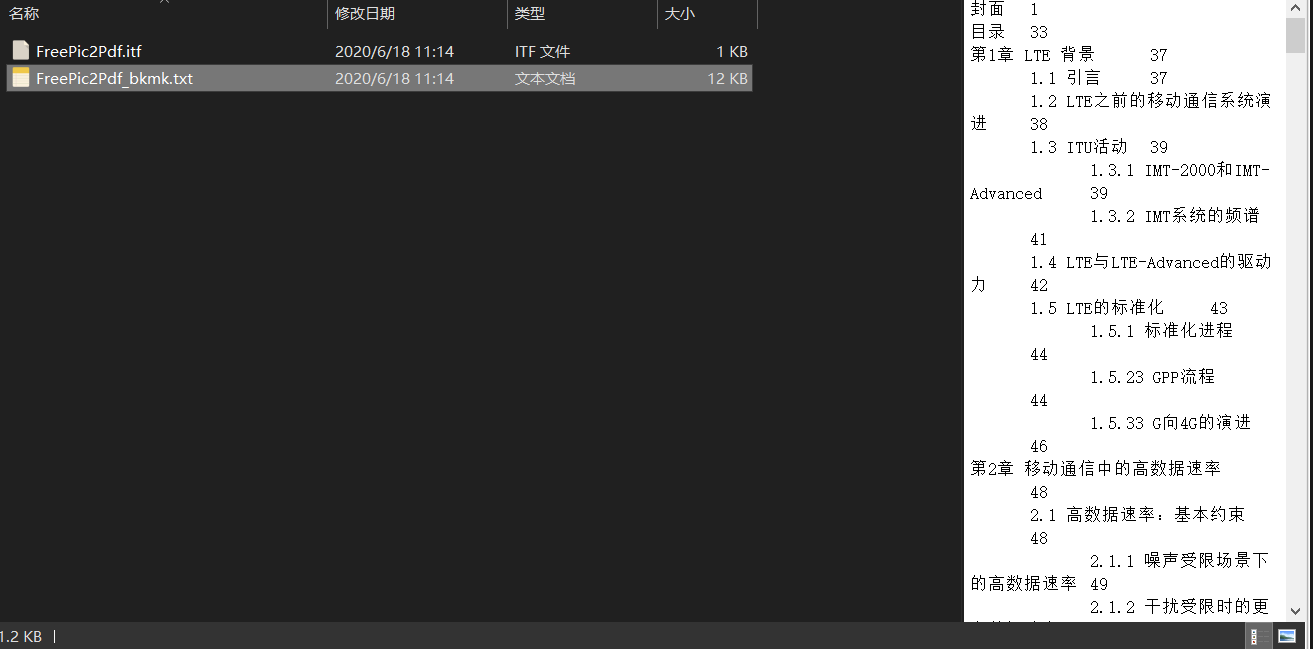 名称 修改日期 类型 大小
FreePic2Pdf.itf 2020/6/18 11:14 ITF 文件 1 KB
FreePic2Pdf_bkmk.txt 2020/6/18 11:14 文本文档 12 KB
封面 1
目录 33
第1章 LTE 背景 37
1.1 引言 37
1.2 LTE之前的移动通信系统演
进 38
1.3 ITU活动 39
1.3.1 IMT-2000和IMT-
Advanced 39
1.3.2 IMT系统的频谱
41
1.4 LTE与LTE-Advanced的驱动
力 42
1.5 LTE的标准化 43
1.5.1 标准化进程
44
1.5.23 GPP流程
44
1.5.33 G向4G的演进
46
第2章 移动通信中的高数据速率
48
2.1 高数据速率：基本约束
48
2.1.1 噪声受限场景下
的高数据速率 49
2.1.2 干扰受限时的更
1.2 KB